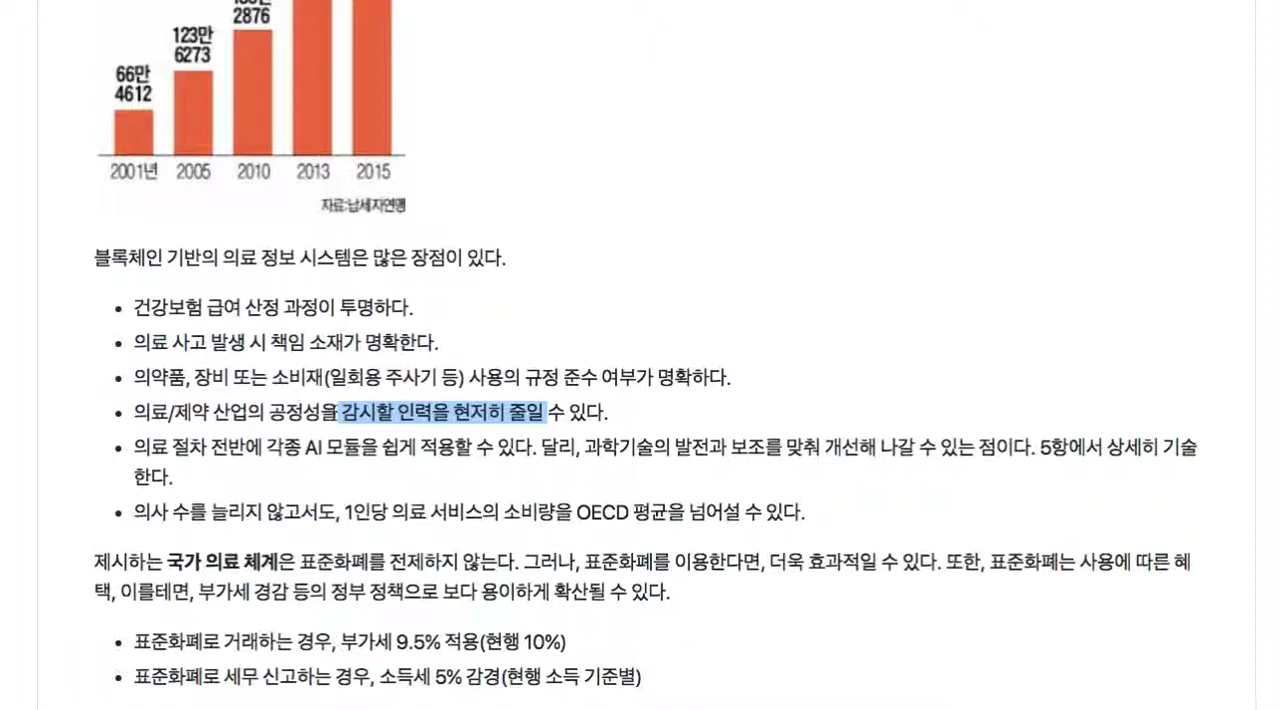 2876
123만
6273
66만
4612
2001년 2005 2010 2013 2015
자료:납세자연맹
블록체인 기반의 의료 정보 시스템은 많은 장점이 있다.
• 건강보험 급여 산정 과정이 투명하다.
• 의료 사고 발생 시 책임 소재가 명확한다.
• 의약품, 장비 또는 소비재(일회용 주사기 등) 사용의 규정 준수 여부가 명확하다.
• 의료/제약 산업의 공정성을 감시할 인력을 현저히 줄일 수 있다.
• 의료 절차 전반에 각종 AI 모듈을 쉽게 적용할 수 있다. 달리, 과학기술의 발전과 보조를 맞춰 개선해 나갈 수 있는 점이다. 5항에서 상세히 기술
한다.
• 의사 수를 늘리지 않고서도, 1인당 의료 서비스의 소비량을 OECD 평균을 넘어설 수 있다.
제시하는 국가 의료 체계은 표준화폐를 전제하지 않는다. 그러나, 표준화폐를 이용한다면, 더욱 효과적일 수 있다. 또한, 표준화폐는 사용에 따른 혜
택, 이를테면, 부가세 경감 등의 정부 정책으로 보다 용이하게 확산될 수 있다.
• 표준화폐로 거래하는 경우, 부가세 9.5% 적용(현행 10%)
• 표준화폐로 세무 신고하는 경우, 소득세 5% 감경(현행 소득 기준별)